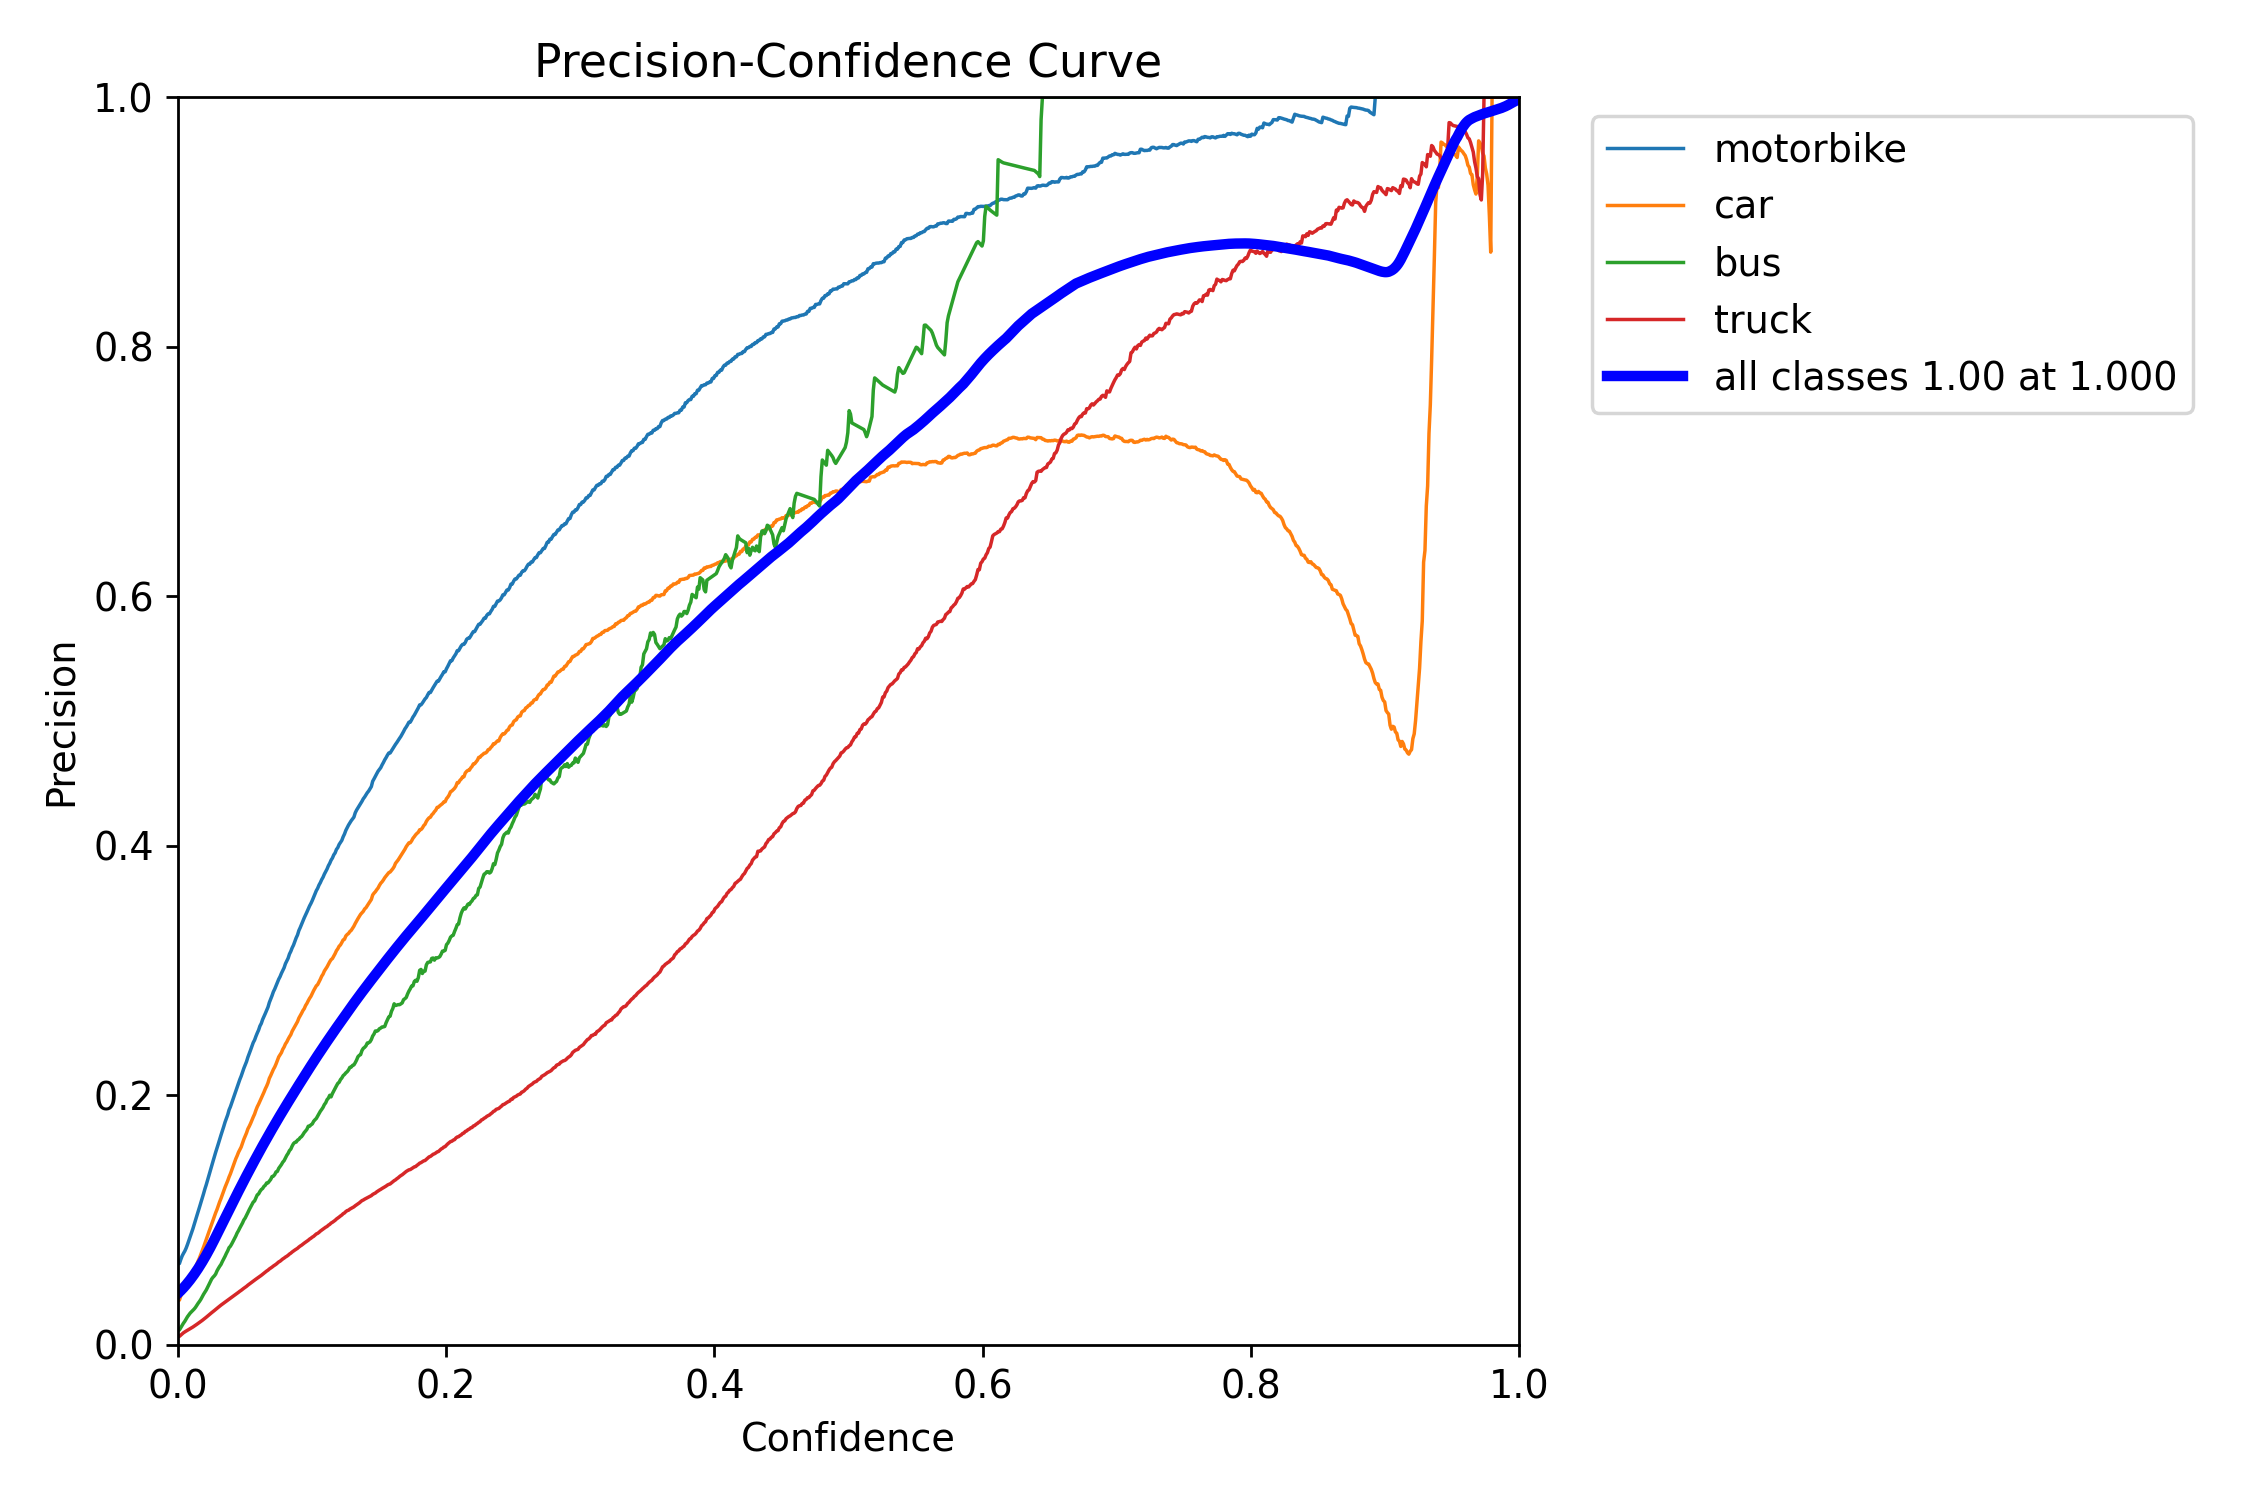 Precision-Confidence Curve
1.0
0.8
0.6
0.4
0.2
0.0
Precision
0.0 0.2 0.4 0.6 0.8 1.0
Confidence
motorbike
car
bus
truck
all classes 1.00 at 1.000